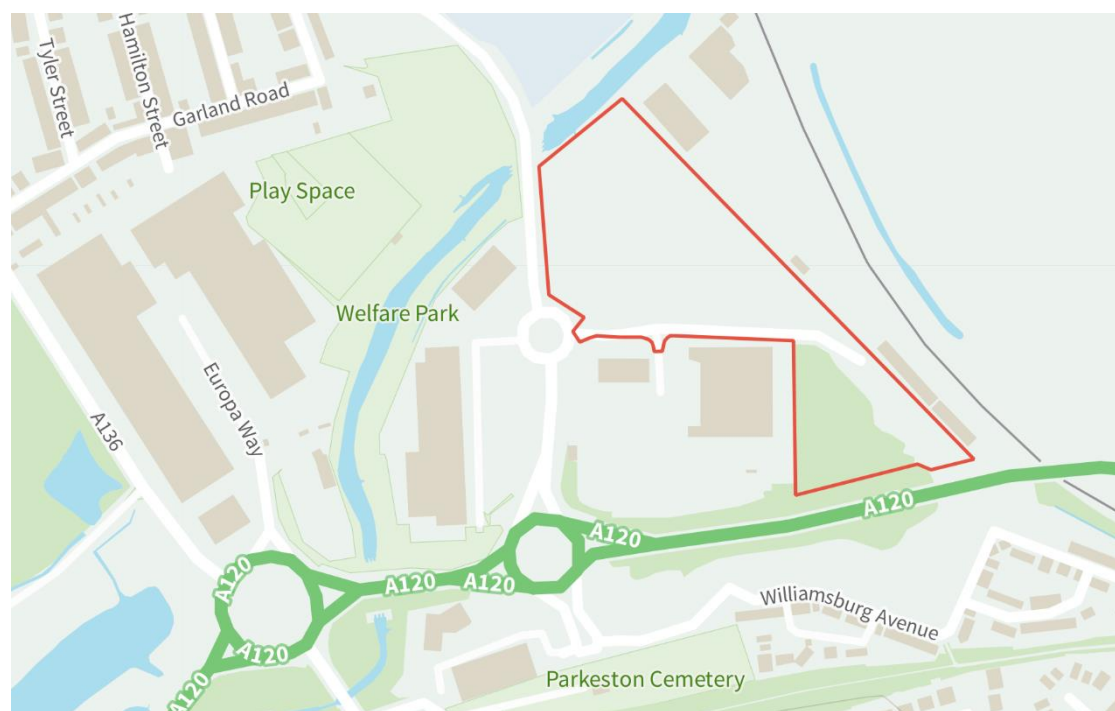 Tyler Street
Hamilton Street
Garland Road
Play Space
Welfare Park
Europa Way
A136
A120
A120
A120
A120
A120
A120
A120
Williamsburg Avenue
Parkeston Cemetery